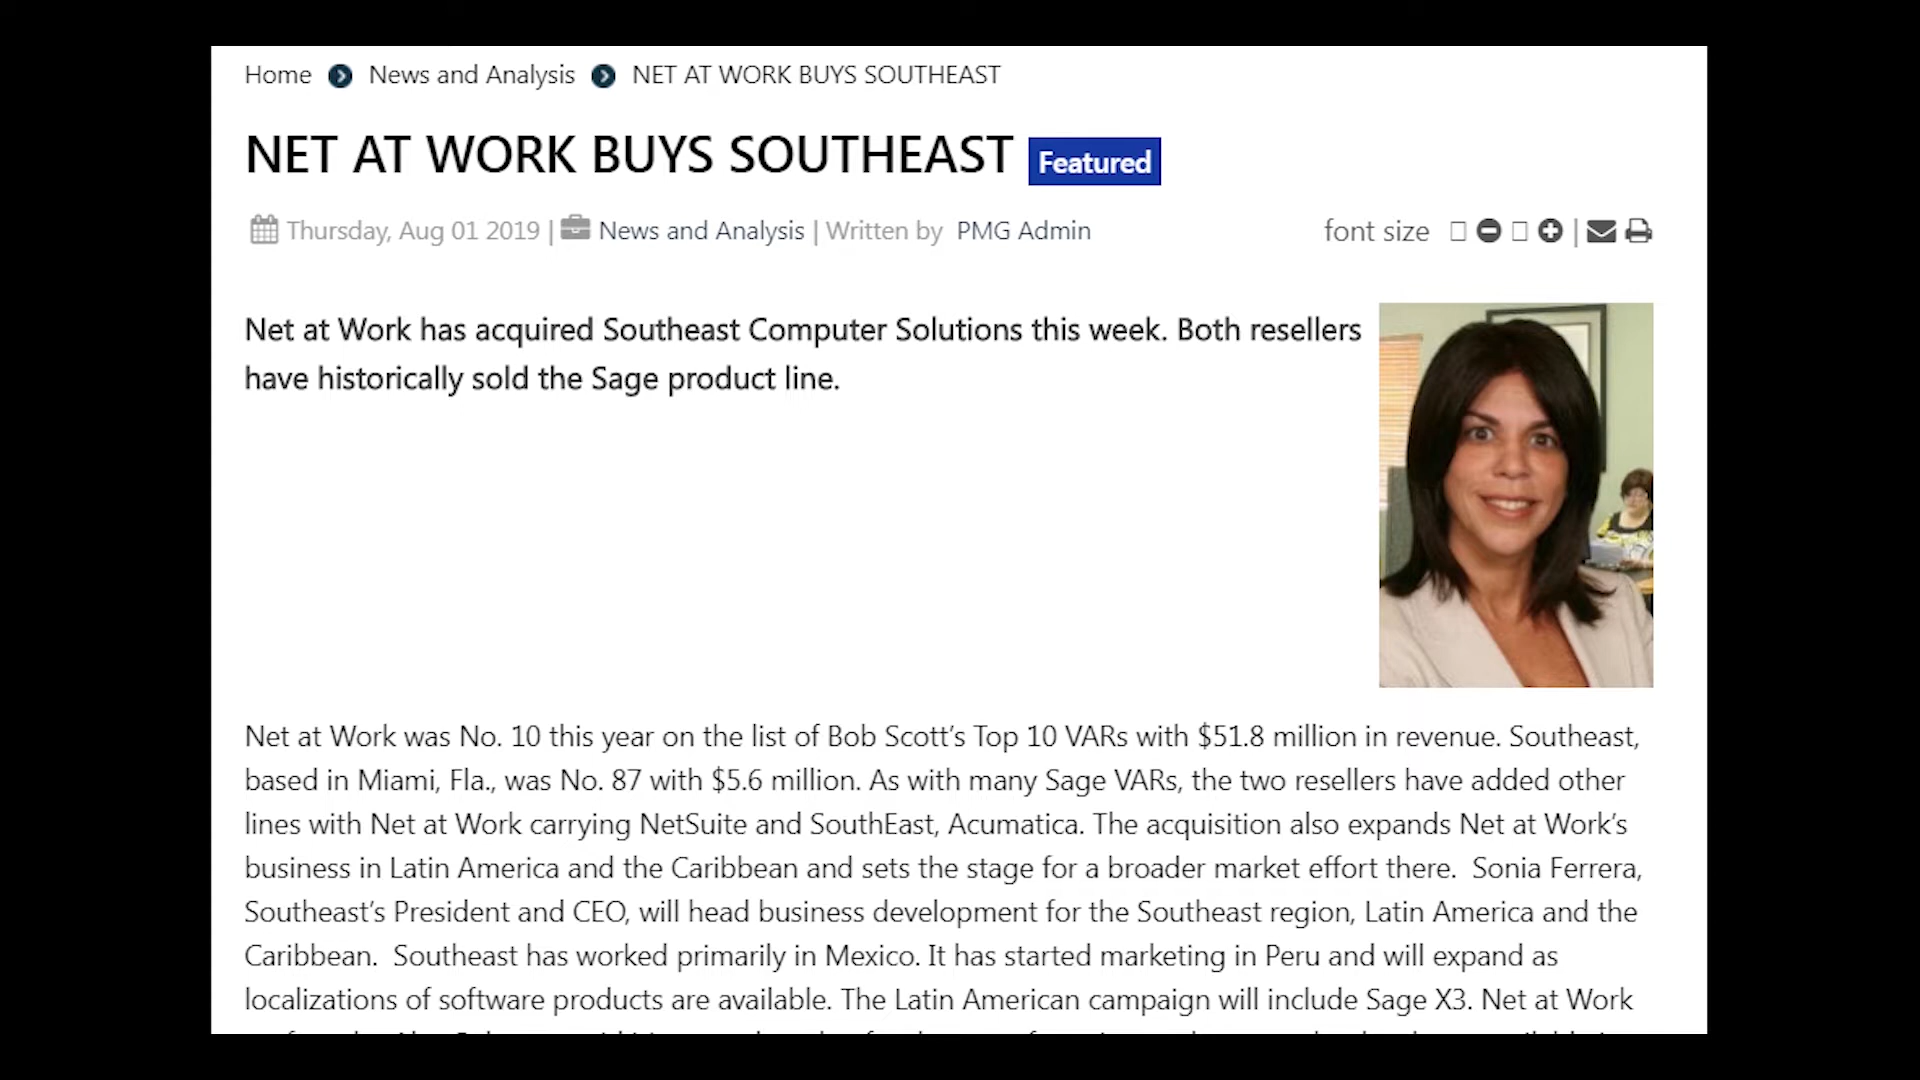 Home News and Analysis NET AT WORK BUYS SOUTHEAST
NET AT WORK BUYS SOUTHEAST Featured
Thursday, Aug 01 2019 | News and Analysis | Written by PMG Admin font size |
Net at Work has acquired Southeast Computer Solutions this week. Both resellers
have historically sold the Sage product line.
Net at Work was No. 10 this year on the list of Bob Scott’s Top 10 VARs with $51.8 million in revenue. Southeast,
based in Miami, Fla., was No. 87 with $5.6 million. As with many Sage VARs, the two resellers have added other
lines with Net at Work carrying NetSuite and SouthEast, Acumatica. The acquisition also expands Net at Work’s
business in Latin America and the Caribbean and sets the stage for a broader market effort there. Sonia Ferrera,
Southeast’s President and CEO, will head business development for the Southeast region, Latin America and the
Caribbean. Southeast has worked primarily in Mexico. It has started marketing in Peru and will expand as
localizations of software products are available. The Latin American campaign will include Sage X3. Net at Work